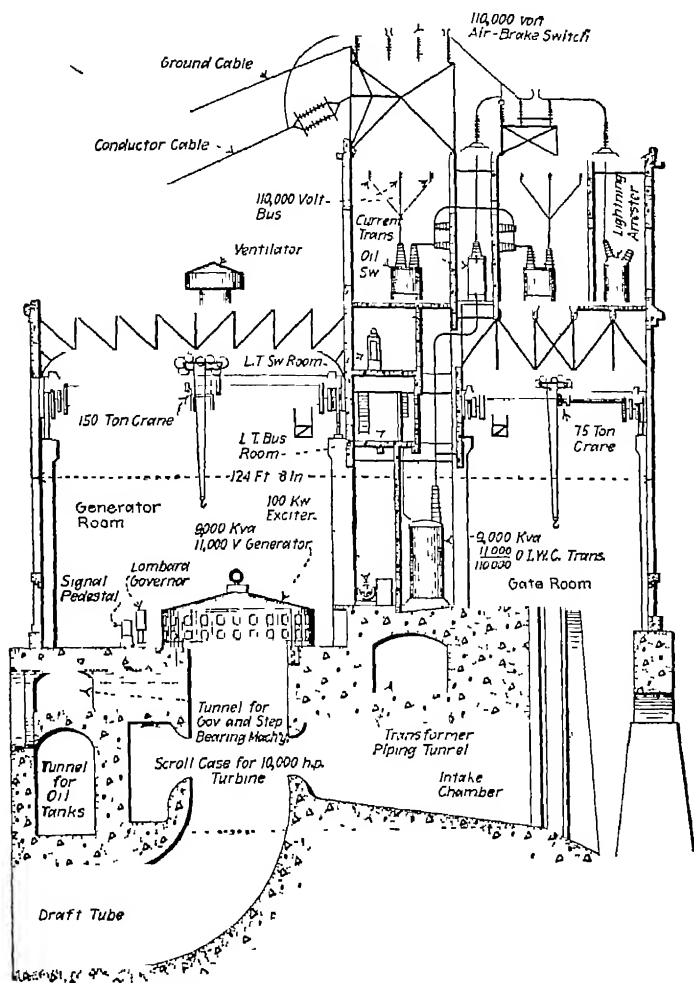 110,000 vort
Air-Brake Switch
Ground Cable
Conductor Cable
110,000 Volt
Bus
Current
Trans
Oil
Sw
Lightning
Arrester
Ventilator
L.T. Sw Room
150 Ton Crane
75 Ton
Crane
L.T. Bus
Room
124 Ft 8 In
Generator
Room
100 Kw
Exciter
9,000 Kva
11,000 V Generator
9,000 Kva
11,000
110,000 O.I.W.C. Trans.
Gate Room
Lombard
Governor
Signal
Pedestal
Tunnel for
Gov and Step
Bearing Mach'y
Transformer
Piping Tunnel
Scroll Case for 10,000 h.p.
Turbine
Tunnel
for
Oil
Tanks
Intake
Chamber
Draft Tube